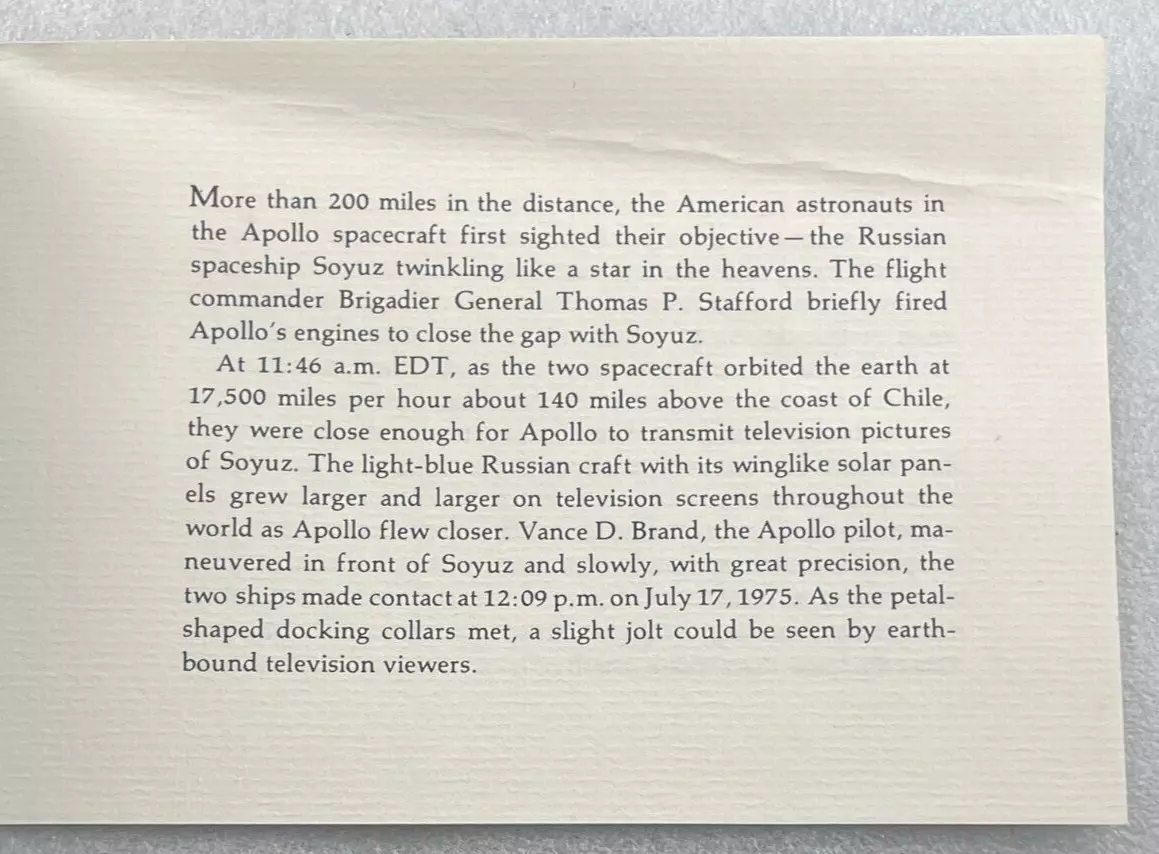 More than 200 miles in the distance, the American astronauts in
the Apollo spacecraft first sighted their objective — the Russian
spaceship Soyuz twinkling like a star in the heavens. The flight
commander Brigadier General Thomas P. Stafford briefly fired
Apollo's engines to close the gap with Soyuz.
At 11:46 a.m. EDT, as the two spacecraft orbited the earth at
17,500 miles per hour about 140 miles above the coast of Chile,
they were close enough for Apollo to transmit television pictures
of Soyuz. The light-blue Russian craft with its winglike solar pan-
els grew larger and larger on television screens throughout the
world as Apollo flew closer. Vance D. Brand, the Apollo pilot, ma-
neuvered in front of Soyuz and slowly, with great precision, the
two ships made contact at 12:09 p.m. on July 17, 1975. As the petal-
shaped docking collars met, a slight jolt could be seen by earth-
bound television viewers.